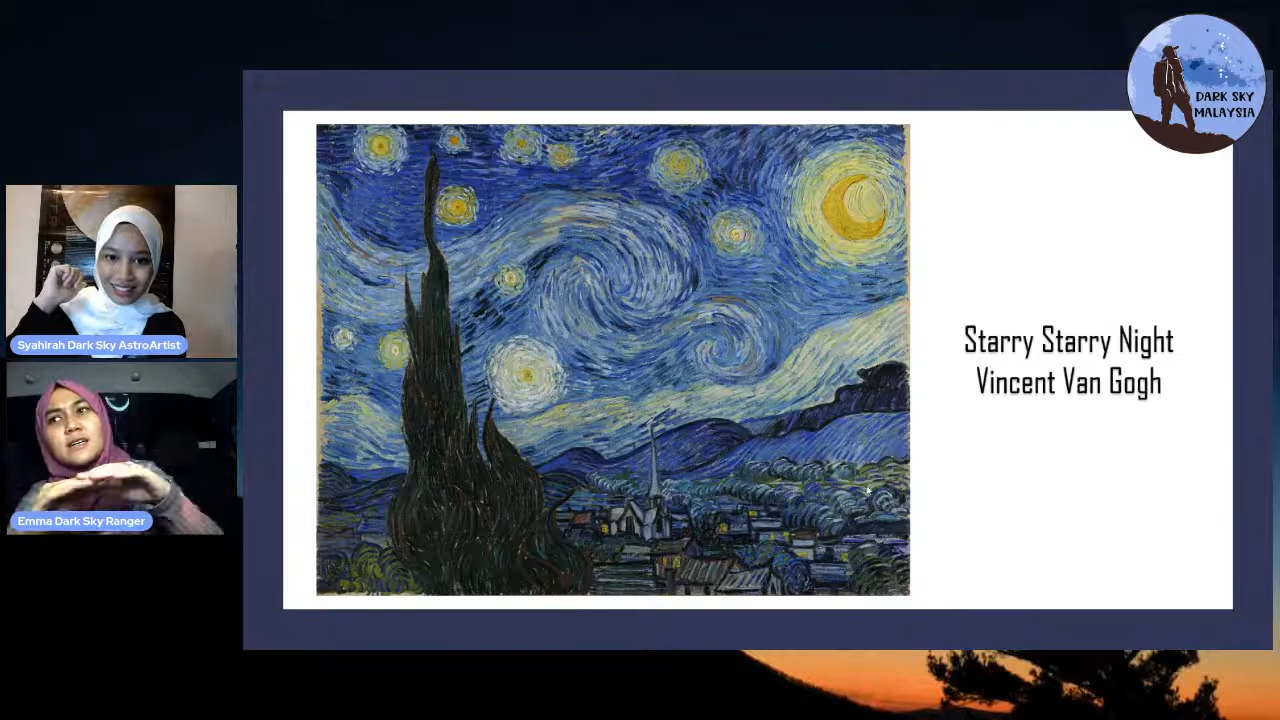 DARK SKY
MALAYSIA
Starry Starry Night
Vincent Van Gogh
Syahirah Dark Sky AstroArtist
Emma Dark Sky Ranger